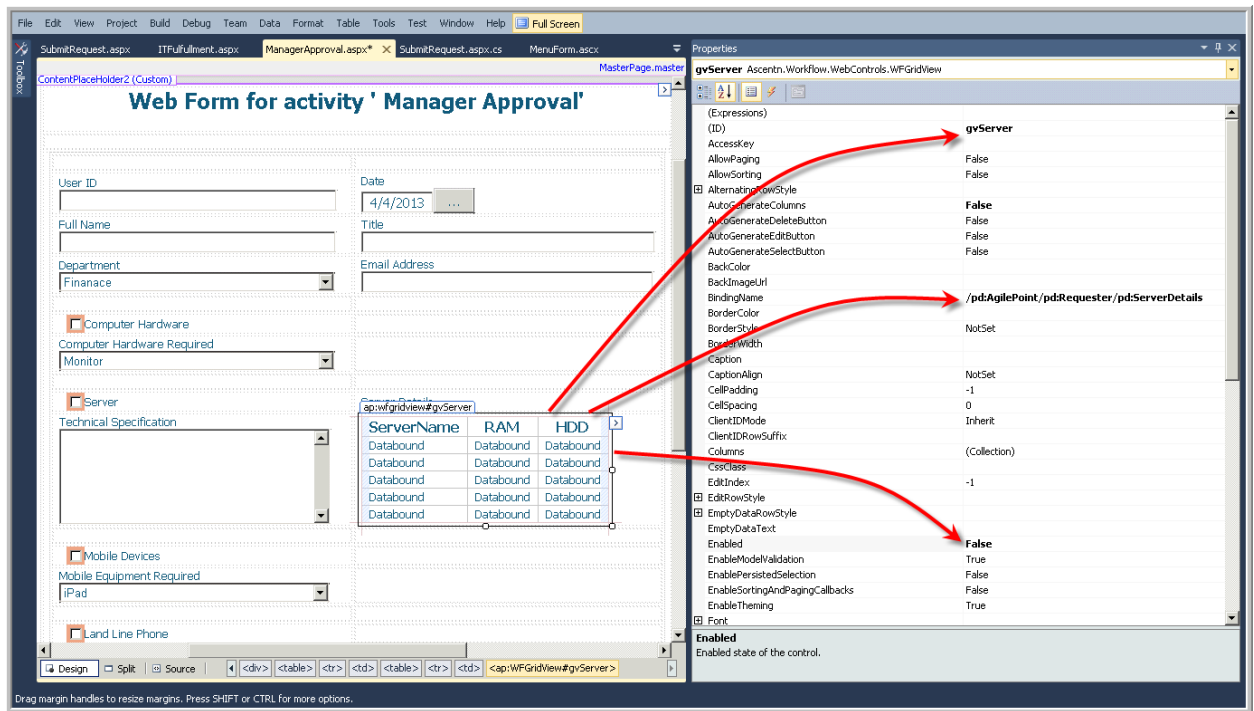 File Edit View Project Build Debug Team Data Format Table Tools Test Window Help Full Screen
SubmitRequest.aspx ITFulfullment.aspx ManagerApproval.aspx* SubmitRequest.aspx.cs MenuForm.ascx
Toolbox
MasterPage.master
ContentPlaceHolder2 (Custom)
Web Form for activity ' Manager Approval'
User ID
Date
4/4/2013 ...
Full Name
Title
Department
Finanace
Email Address
Computer Hardware
Computer Hardware Required
Monitor
Server
Server Details
ap:wfgridview#gvServer
Technical Specification
ServerName RAM HDD
Databound Databound Databound
Databound Databound Databound
Databound Databound Databound
Databound Databound Databound
Databound Databound Databound
Mobile Devices
Mobile Equipment Required
iPad
Land Line Phone
Design Split Source <div> <table> <tr> <td> <table> <tr> <td> <ap:WFGridView#gvServer>
Drag margin handles to resize margins. Press SHIFT or CTRL for more options.
Properties
gvServer Ascentn.Workflow.WebControls.WFGridView
(Expressions)
(ID) gvServer
AccessKey
AllowPaging False
AllowSorting False
AlternatingRowStyle
AutoGenerateColumns False
AutoGenerateDeleteButton False
AutoGenerateEditButton False
AutoGenerateSelectButton False
BackColor
BackImageUrl
BindingName /pd:AgilePoint/pd:Requester/pd:ServerDetails
BorderColor
BorderStyle NotSet
BorderWidth
Caption
CaptionAlign NotSet
CellPadding -1
CellSpacing 0
ClientIDMode Inherit
ClientIDRowSuffix
Columns (Collection)
CssClass
EditIndex -1
EditRowStyle
EmptyDataRowStyle
EmptyDataText
Enabled False
EnableModelValidation True
EnablePersistedSelection False
EnableSortingAndPagingCallbacks False
EnableTheming True
Font
Enabled
Enabled state of the control.